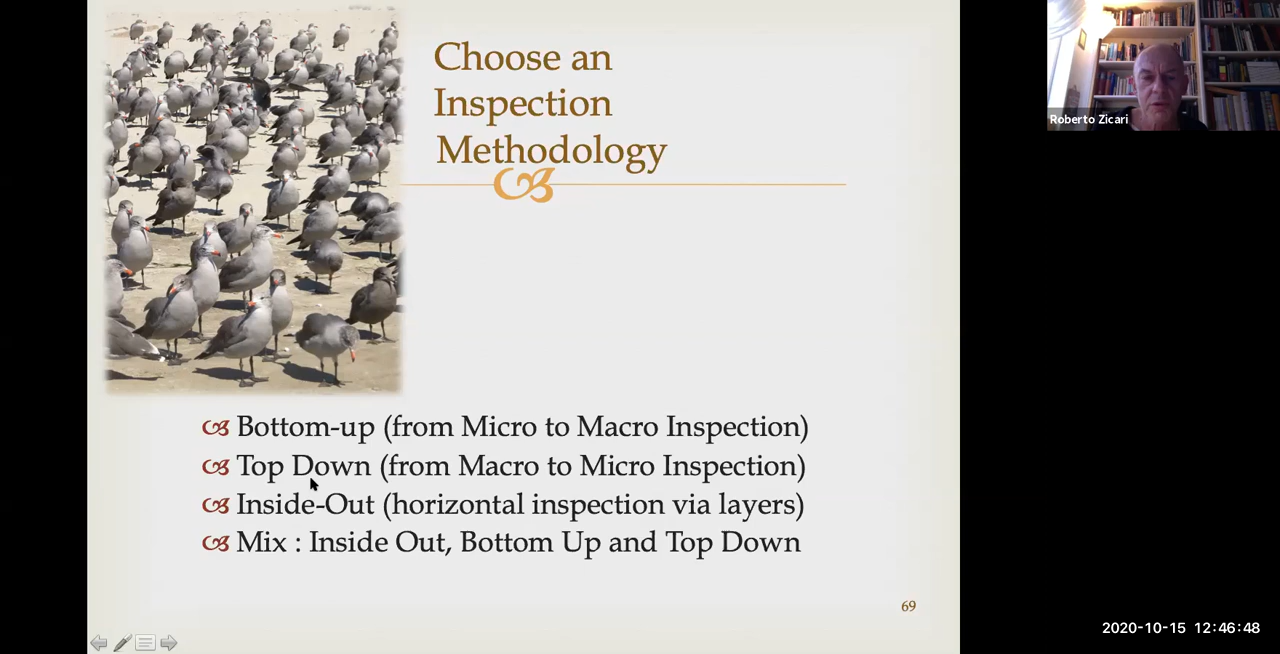 Choose an
Inspection
Methodology
Roberto Zicari
Bottom-up (from Micro to Macro Inspection)
Top Down (from Macro to Micro Inspection)
Inside-Out (horizontal inspection via layers)
Mix : Inside Out, Bottom Up and Top Down
69
2020-10-15 12:46:48